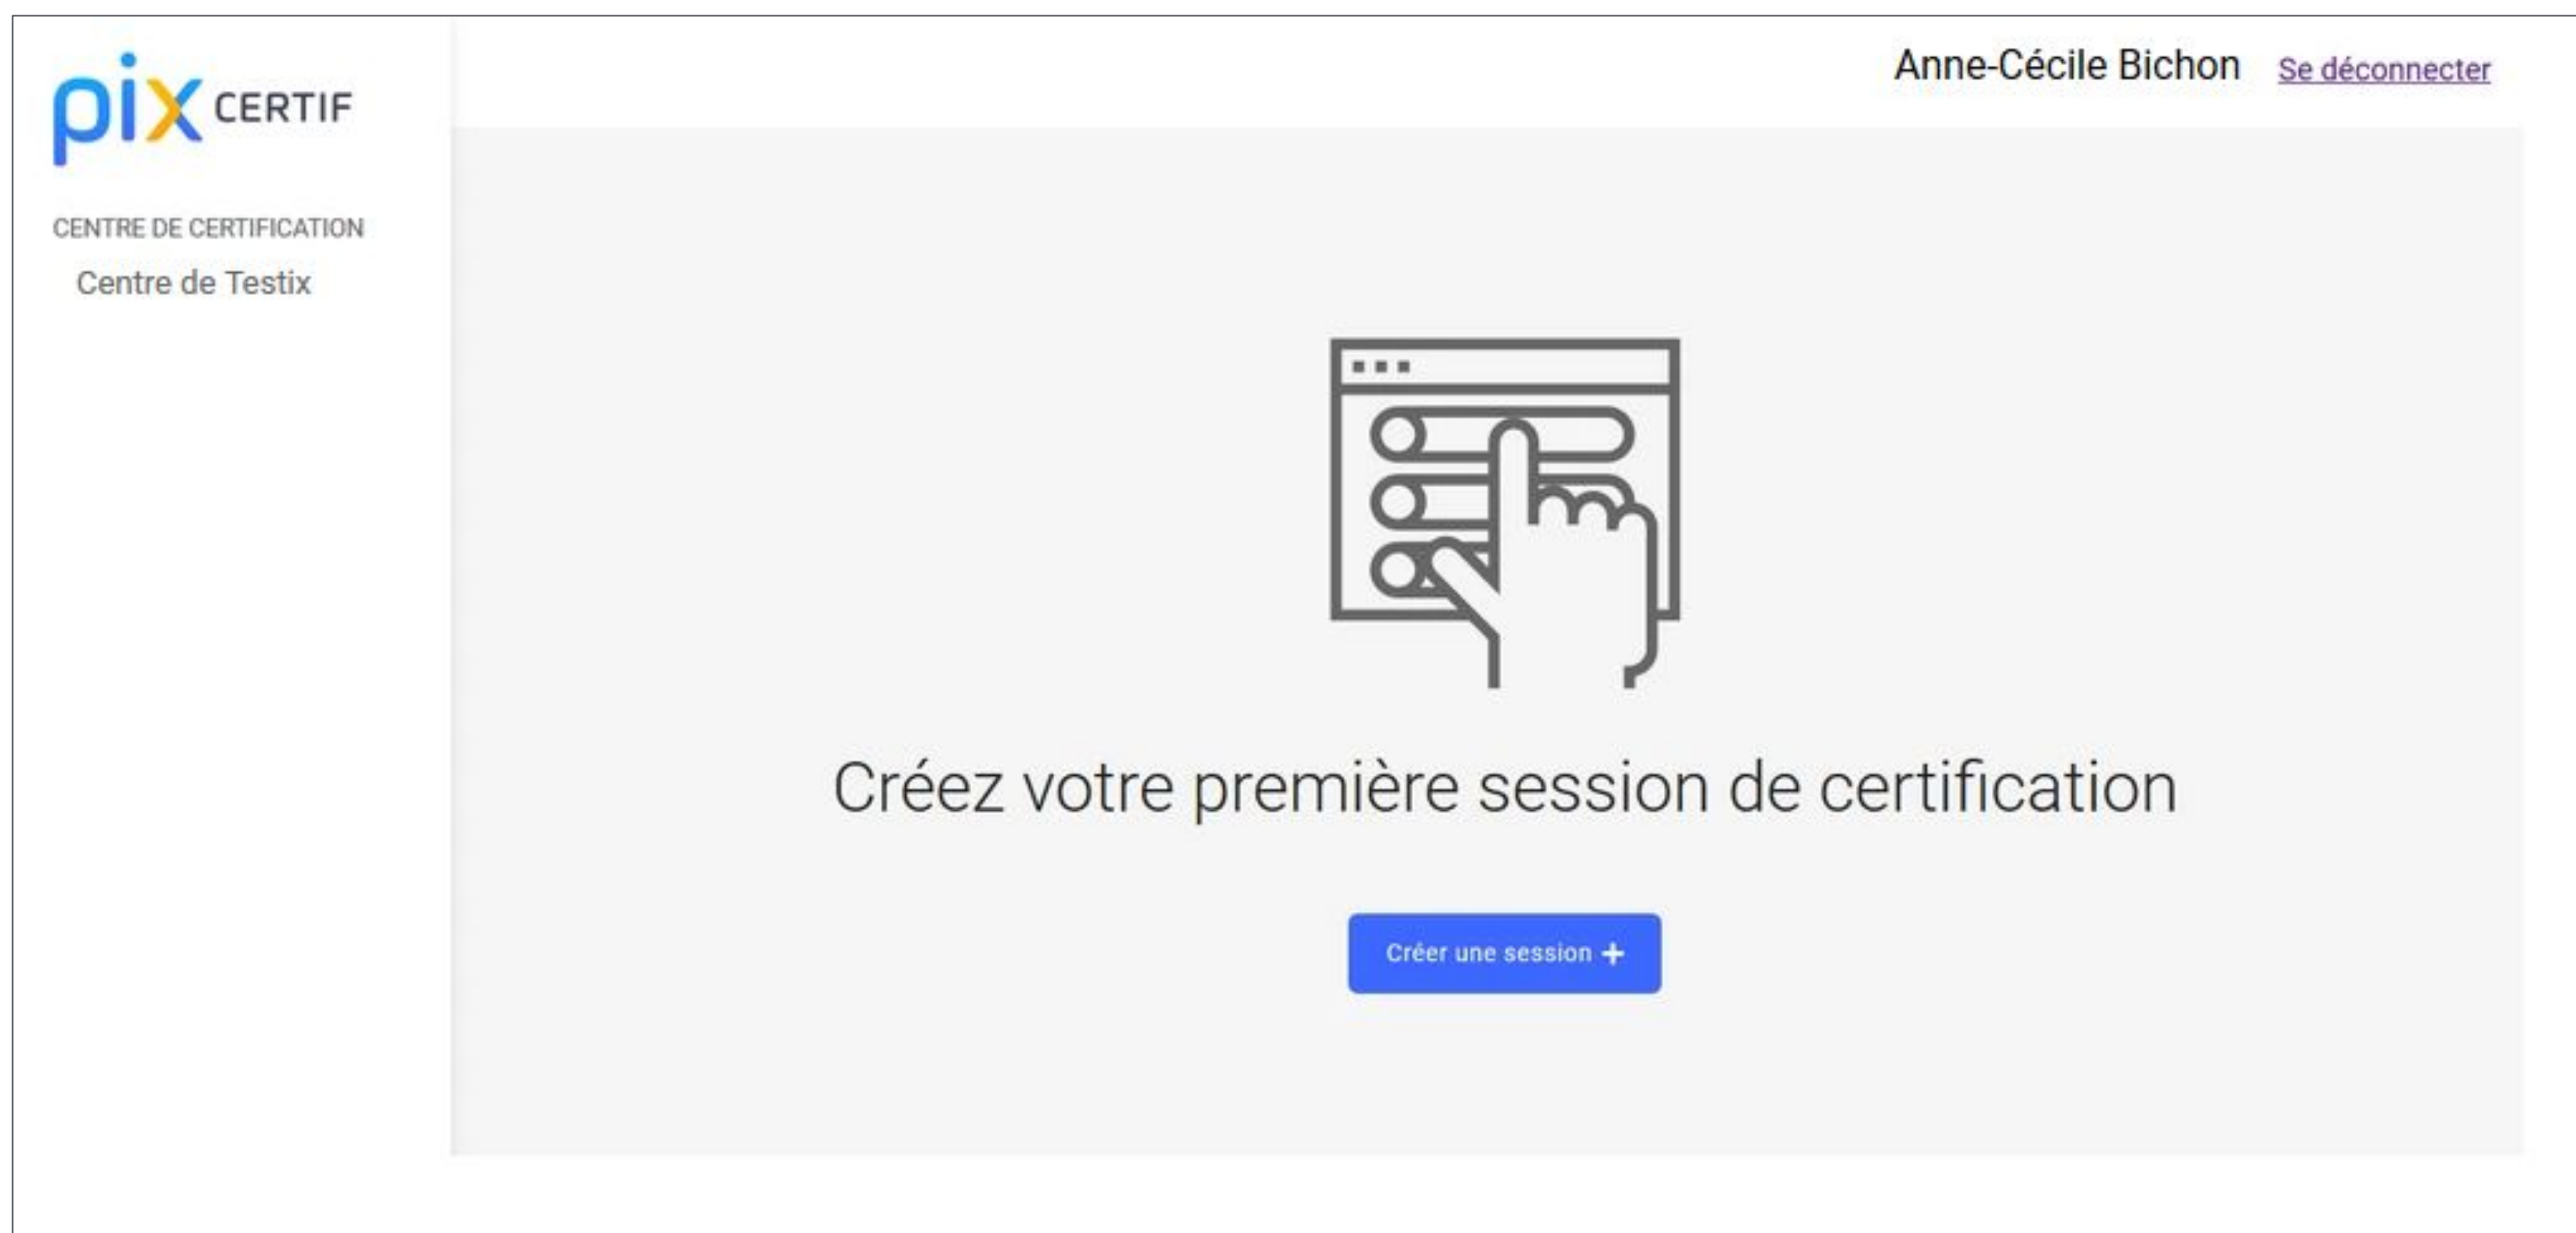 pix CERTIF
Anne-Cécile Bichon Se déconnecter
CENTRE DE CERTIFICATION
Centre de Testix
Créez votre première session de certification
Créer une session +